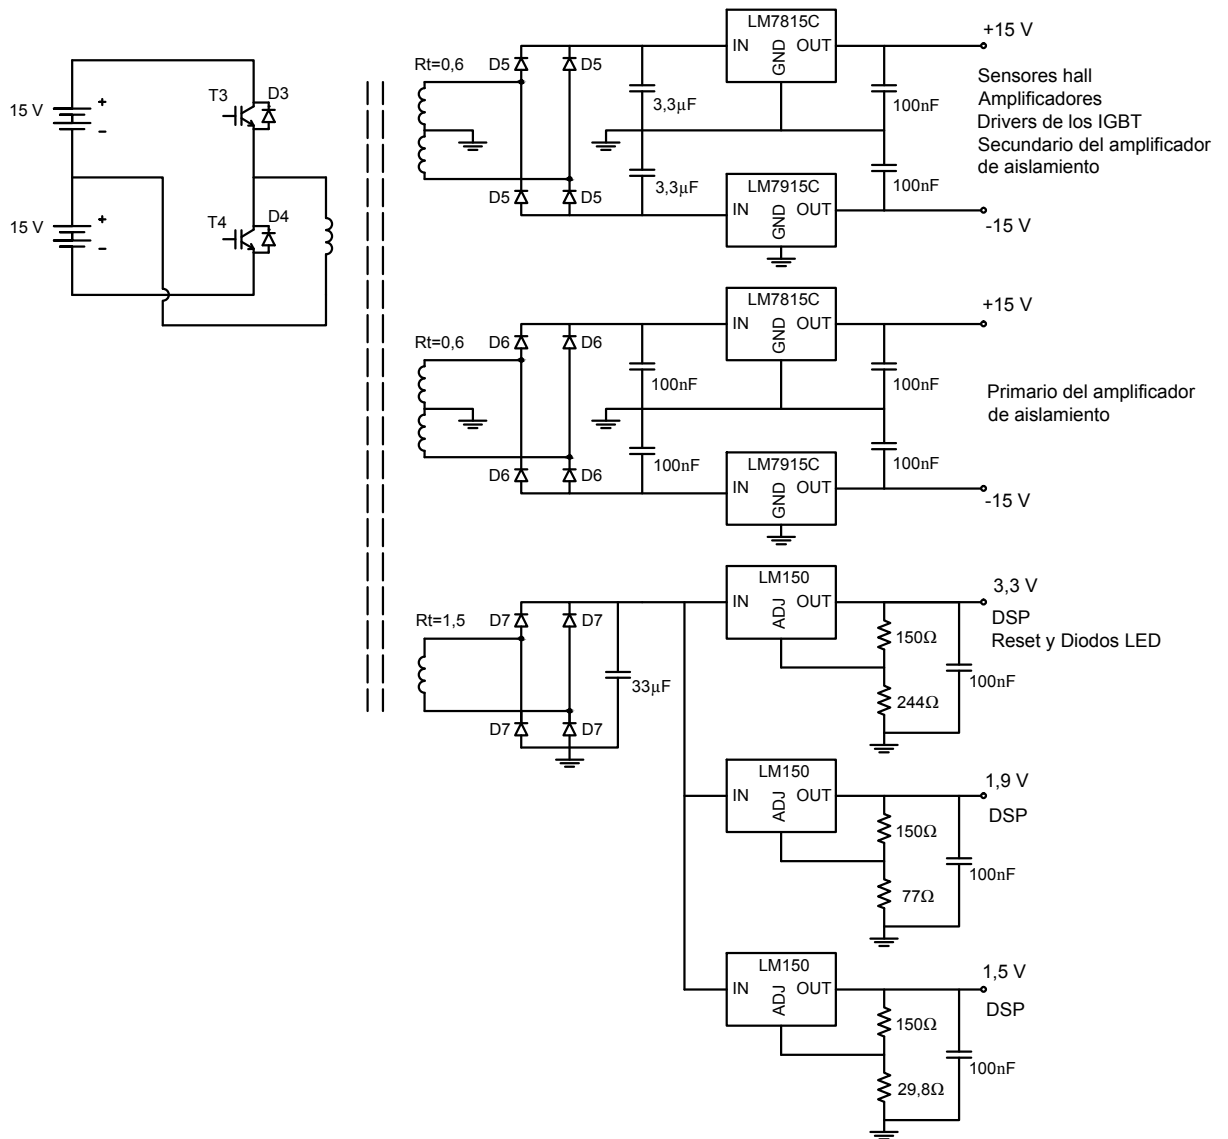 15 V
+
−
15 V
+
−
T3
D3
T4
D4
Rt=0,6
D5
D5
D5
D5
3,3µF
3,3µF
LM7815C
IN
GND
OUT
LM7915C
IN
GND
OUT
100nF
100nF
+15 V
Sensores hall
Amplificadores
Drivers de los IGBT
Secundario del amplificador
de aislamiento
-15 V
Rt=0,6
D6
D6
D6
D6
100nF
100nF
LM7815C
IN
GND
OUT
LM7915C
IN
GND
OUT
100nF
100nF
+15 V
Primario del amplificador
de aislamiento
-15 V
Rt=1,5
D7
D7
D7
D7
33µF
LM150
IN
ADJ
OUT
150Ω
244Ω
100nF
3,3 V
DSP
Reset y Diodos LED
LM150
IN
ADJ
OUT
150Ω
77Ω
100nF
1,9 V
DSP
LM150
IN
ADJ
OUT
150Ω
29,8Ω
100nF
1,5 V
DSP